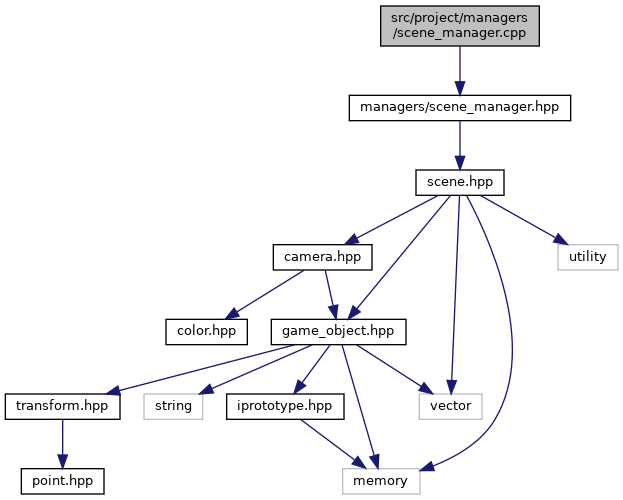 src/project/managers
/scene_manager.cpp
managers/scene_manager.hpp
scene.hpp
camera.hpp
utility
color.hpp
game_object.hpp
transform.hpp
string
iprototype.hpp
vector
point.hpp
memory